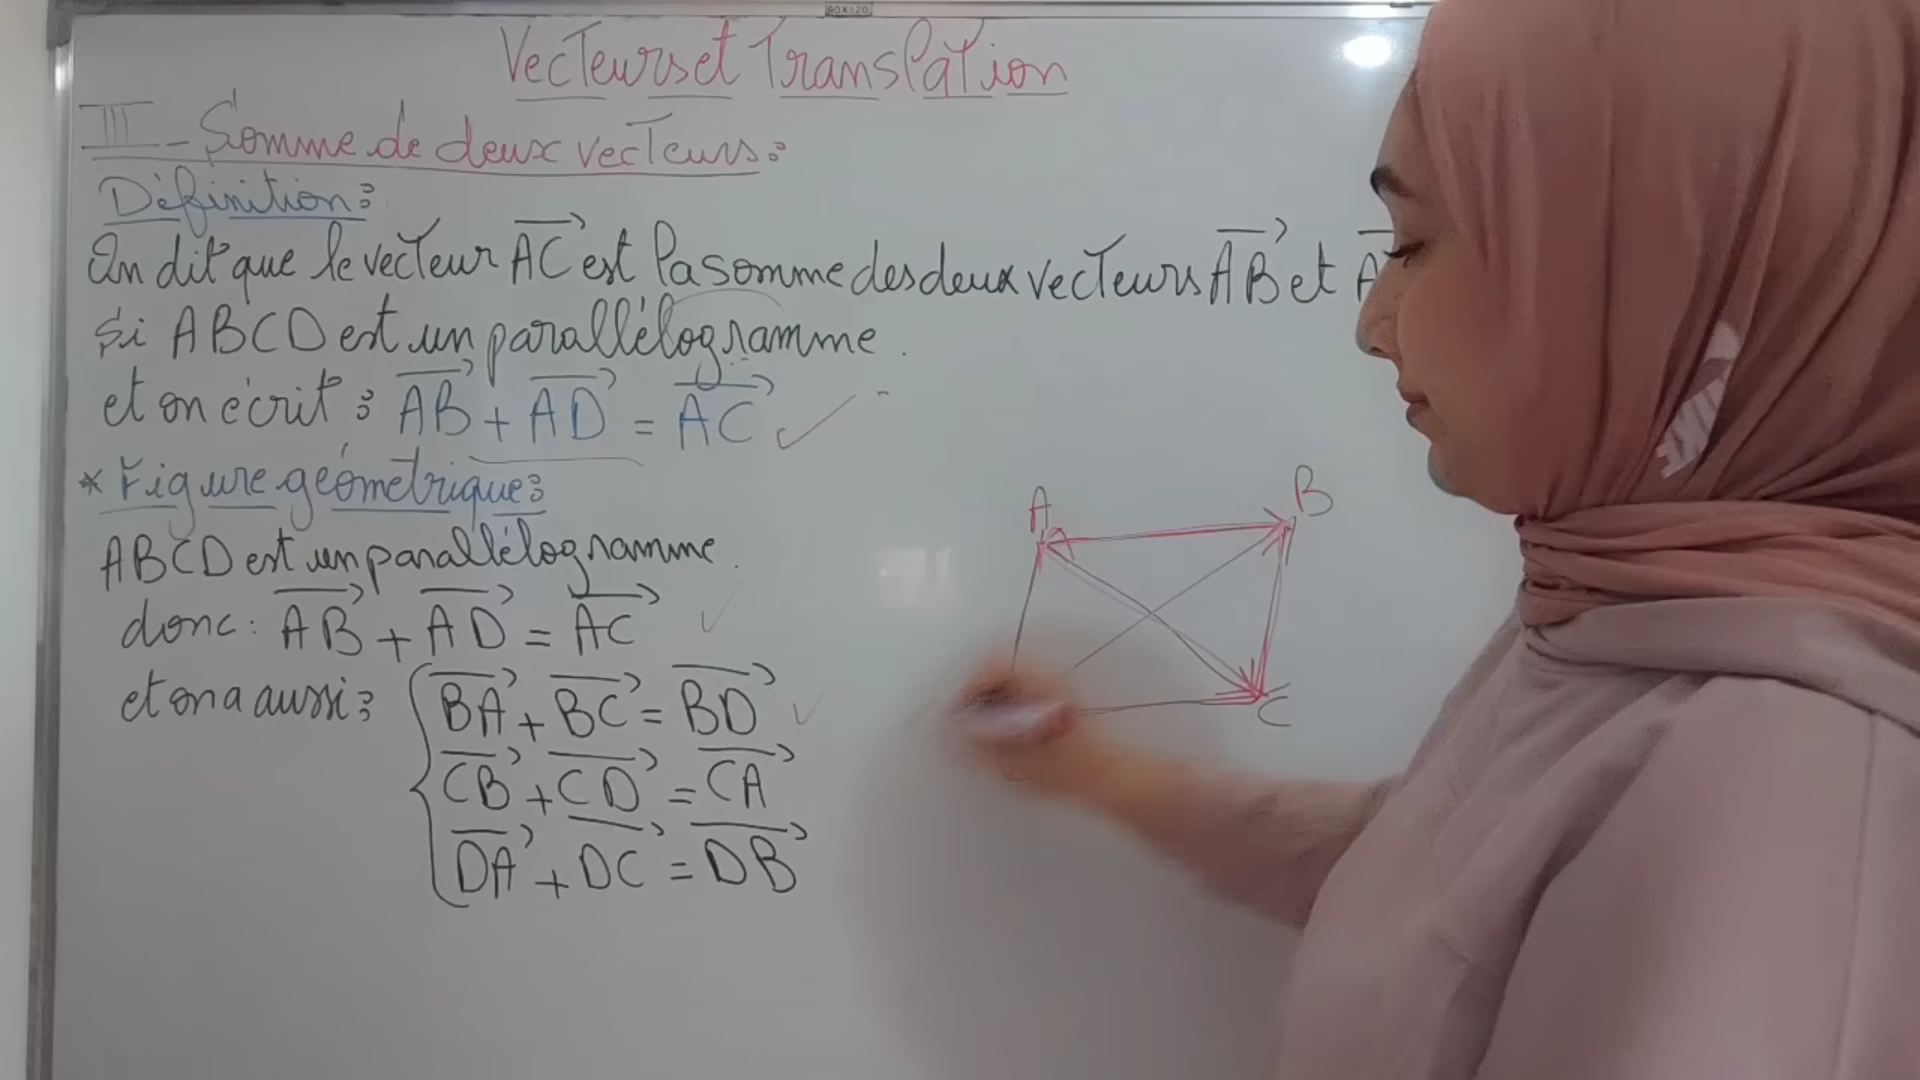 90x120
Vecteurs et Translation
III - Somme de deux vecteurs:
Définition:
On dit que le vecteur AC est la somme des deux vecteurs AB et A
si ABCD est un parallélogramme.
et on écrit: AB + AD = AC
* Figure géométrique:
ABCD est un parallélogramme.
donc: AB + AD = AC
et on a aussi: { BA + BC = BD
CB + CD = CA
DA + DC = DB
A
B
C